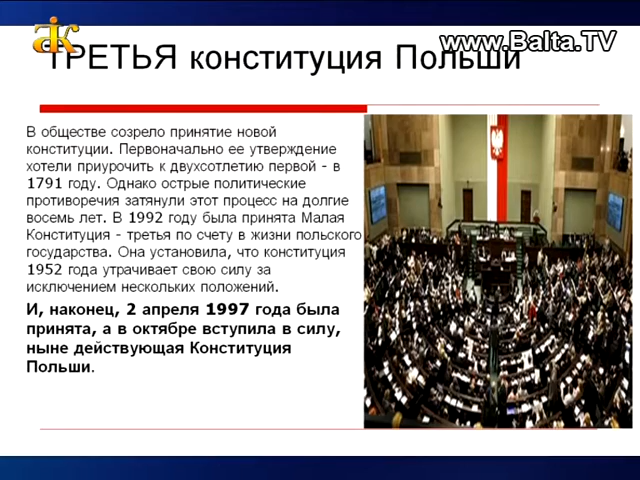 www.Balta.TV
ТРЕТЬЯ конституция Польши
В обществе созрело принятие новой
конституции. Первоначально ее утверждение
хотели приурочить к двухсотлетию первой - в
1791 году. Однако острые политические
противоречия затянули этот процесс на долгие
восемь лет. В 1992 году была принята Малая
Конституция - третья по счету в жизни польского
государства. Она установила, что конституция
1952 года утрачивает свою силу за
исключением нескольких положений.
И, наконец, 2 апреля 1997 года была
принята, а в октябре вступила в силу,
ныне действующая Конституция
Польши.